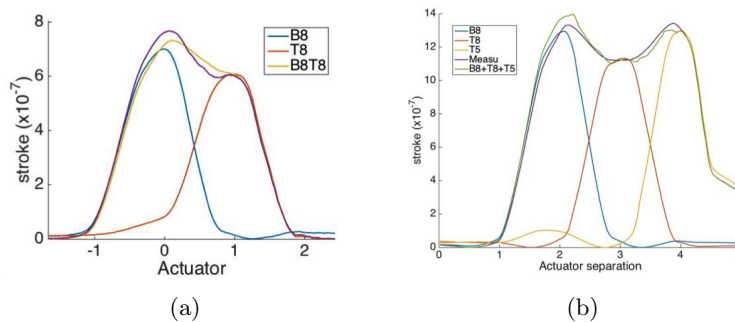 8
6
4
2
0
stroke (x10⁻⁷)
-1 0 1 2
Actuator
B8
T8
B8T8
(a)
14
12
10
8
6
4
2
0
stroke (x10⁻⁷)
0 1 2 3 4
Actuator separation
B8
T8
T5
Measu
B8+T8+T5
(b)